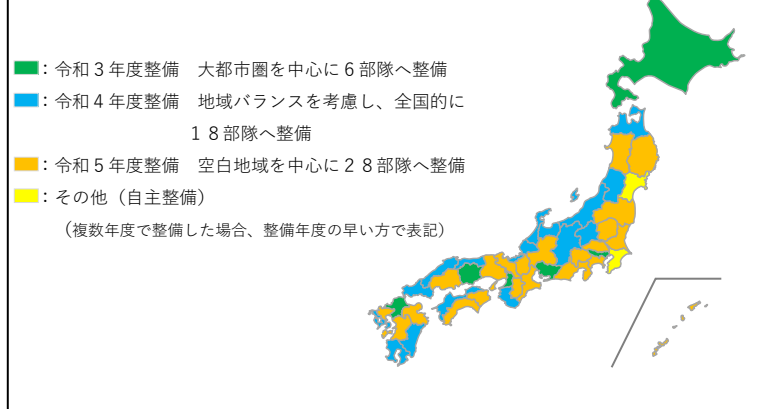 ：令和３年度整備　大都市圏を中心に６部隊へ整備
：令和４年度整備　地域バランスを考慮し、全国的に
１８部隊へ整備
：令和５年度整備　空白地域を中心に２８部隊へ整備
：その他（自主整備）
（複数年度で整備した場合、整備年度の早い方で表記）